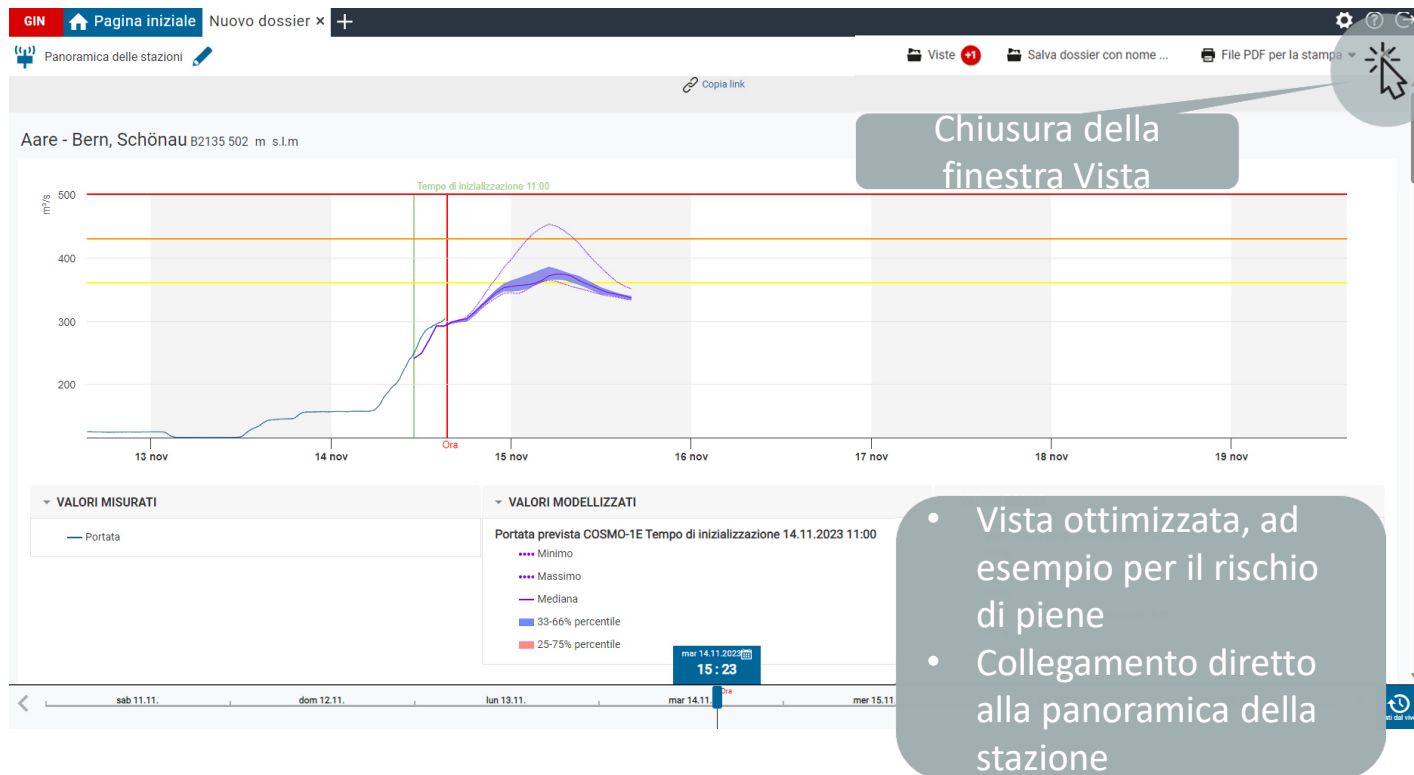 GIN Pagina iniziale Nuovo dossier × +
Panoramica delle stazioni Viste +1 Salva dossier con nome ... File PDF per la stampa
Copia link
Chiusura della
finestra Vista
Aare - Bern, Schönau B2135 502 m s.l.m
Tempo di inizializzazione 11:00
m³/s
500
400
300
200
Ora
13 nov 14 nov 15 nov 16 nov 17 nov 18 nov 19 nov
VALORI MISURATI
Portata
VALORI MODELLIZZATI
Portata prevista COSMO-1E Tempo di inizializzazione 14.11.2023 11:00
Minimo
Massimo
Mediana
33-66% percentile
25-75% percentile
• Vista ottimizzata, ad
esempio per il rischio
di piene
• Collegamento diretto
alla panoramica della
stazione
mar 14.11.2023
15 : 23
Ora
sab 11.11. dom 12.11. lun 13.11. mar 14.11. mer 15.11.